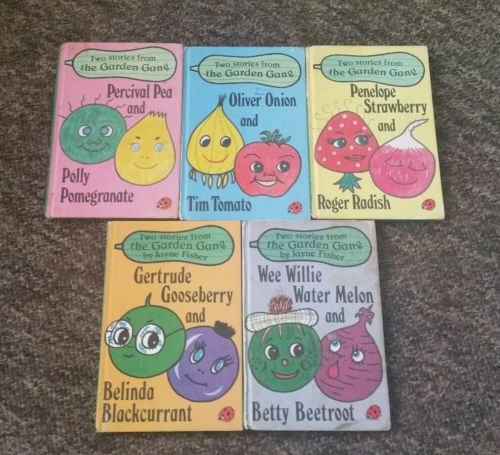 Two stories from
the Garden Gang
Percival Pea
and
Polly
Pomegranate
Two stories from
the Garden Gang
Oliver Onion
and
Tim Tomato
Two stories from
the Garden Gang
Penelope
Strawberry
and
Roger Radish
Two stories from
the Garden Gang
by Jayne Fisher
Gertrude
Gooseberry
and
Belinda
Blackcurrant
Two stories from
the Garden Gang
by Jayne Fisher
Wee Willie
Water Melon
and
Betty Beetroot